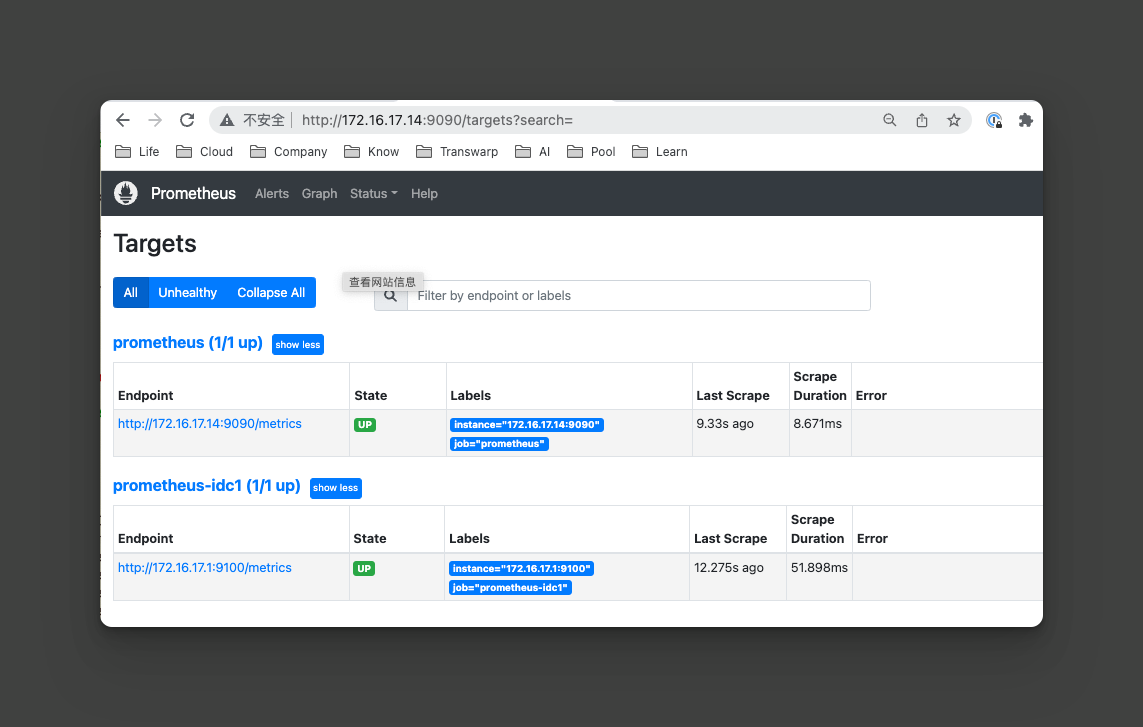 不安全 http://172.16.17.14:9090/targets?search=
Life Cloud Company Know Transwarp AI Pool Learn
Prometheus Alerts Graph Status Help
Targets
All Unhealthy Collapse All
查看网站信息
Filter by endpoint or labels
prometheus (1/1 up) show less
Endpoint State Labels Last Scrape Scrape Duration Error
http://172.16.17.14:9090/metrics UP instance="172.16.17.14:9090" 9.33s ago 8.671ms
job="prometheus"
prometheus-idc1 (1/1 up) show less
Endpoint State Labels Last Scrape Scrape Duration Error
http://172.16.17.1:9100/metrics UP instance="172.16.17.1:9100" 12.275s ago 51.898ms
job="prometheus-idc1"